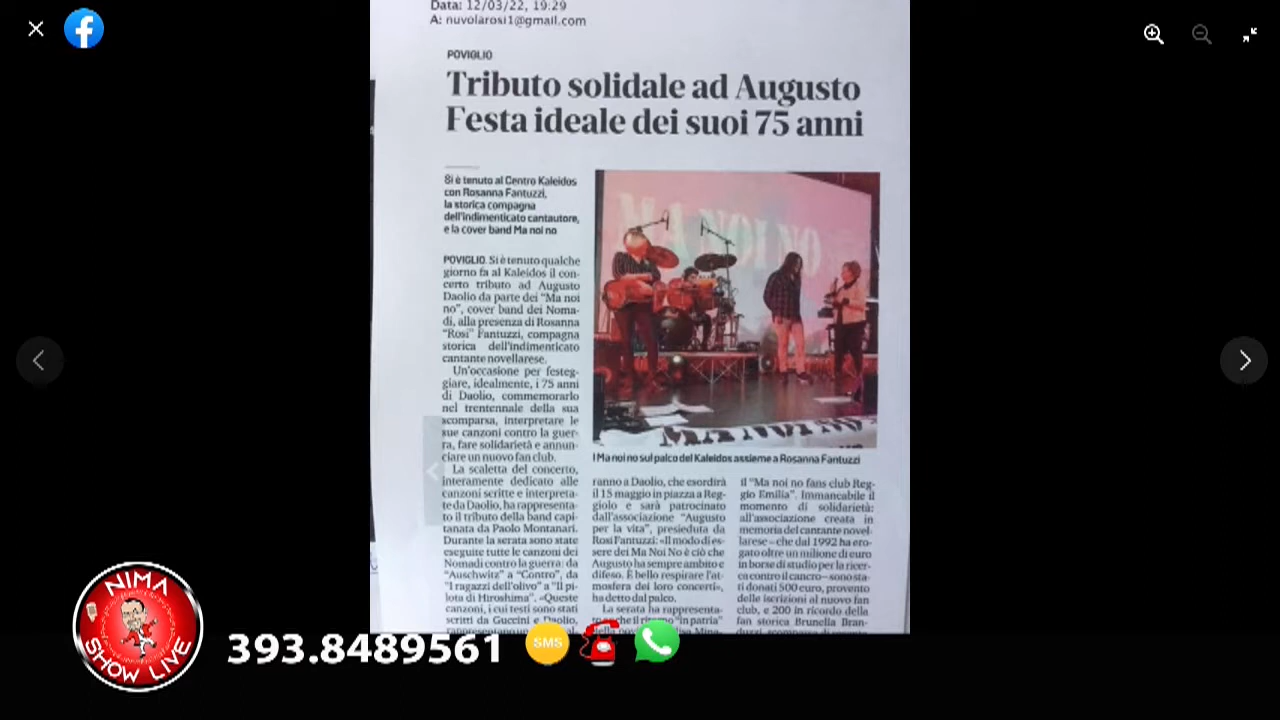 Data: 12/03/22, 19:29
A: nuvolarosi1@gmail.com
POVIGLIO
Tributo solidale ad Augusto
Festa ideale dei suoi 75 anni
Si è tenuto al Centro Kaleidos
con Rosanna Fantuzzi,
la storica compagna
dell'indimenticato cantautore,
e la cover band Ma noi no
POVIGLIO. Si è tenuto qualche
giorno fa al Kaleidos il con-
certo tributo ad Augusto
Daolio da parte dei "Ma noi
no", cover band dei Noma-
di, alla presenza di Rosanna
"Rosi" Fantuzzi, compagna
storica dell'indimenticato
cantante novellarese.
Un'occasione per festeg-
giare, idealmente, i 75 anni
di Daolio, commemorarlo
nel trentennale della sua
scomparsa, interpretare le
sue canzoni contro la guer-
ra, fare solidarietà e annun-
ciare un nuovo fan club.
La scaletta del concerto,
interamente dedicato alle
canzoni scritte e interpreta-
te da Daolio, ha rappresenta-
to il tributo della band capi-
tanata da Paolo Montanari.
Durante la serata sono state
eseguite tutte le canzoni dei
Nomadi contro la guerra: da
"Auschwitz" a "Contro", da
"I ragazzi dell'olivo" a "Il pi-
lota di Hiroshima". «Queste
canzoni, i cui testi sono stati
scritti da Guccini e Daolio,
rappresentano un
MA NOI NO
I Ma noi no sul palco del Kaleidos assieme a Rosanna Fantuzzi
ranno a Daolio, che esordirà
il 15 maggio in piazza a Reg-
giolo e sarà patrocinato
dall'associazione "Augusto
per la vita", presieduta da
Rosi Fantuzzi: «Il modo di es-
sere dei Ma Noi No è ciò che
Augusto ha sempre ambito e
difeso. È bello respirare l'at-
mosfera dei loro concerti»,
ha detto dal palco.
La serata ha rappresenta-
to anche il ritorno "in patria"
della
il "Ma noi no fans club Reg-
gio Emilia". Immancabile il
momento di solidarietà:
all'associazione creata in
memoria del cantante novel-
larese – che dal 1992 ha ero-
gato oltre un milione di euro
in borse di studio per la ricer-
ca contro il cancro – sono sta-
ti donati 500 euro, provento
delle iscrizioni al nuovo fan
club, e 200 in ricordo della
fan storica Brunella Bran-
duzzi, scomparsa di recente
NIMA
SHOW LIVE
393.8489561
SMS